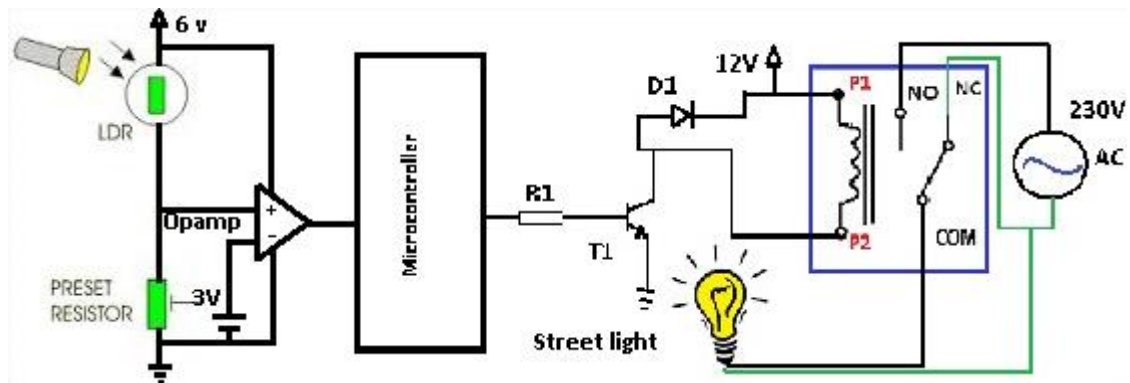 6 v
LDR
Opamp
+
−
3V
PRESET
RESISTOR
Microcontroller
R1
T1
D1
12V
P1
P2
NO
NC
COM
230V
AC
Street light